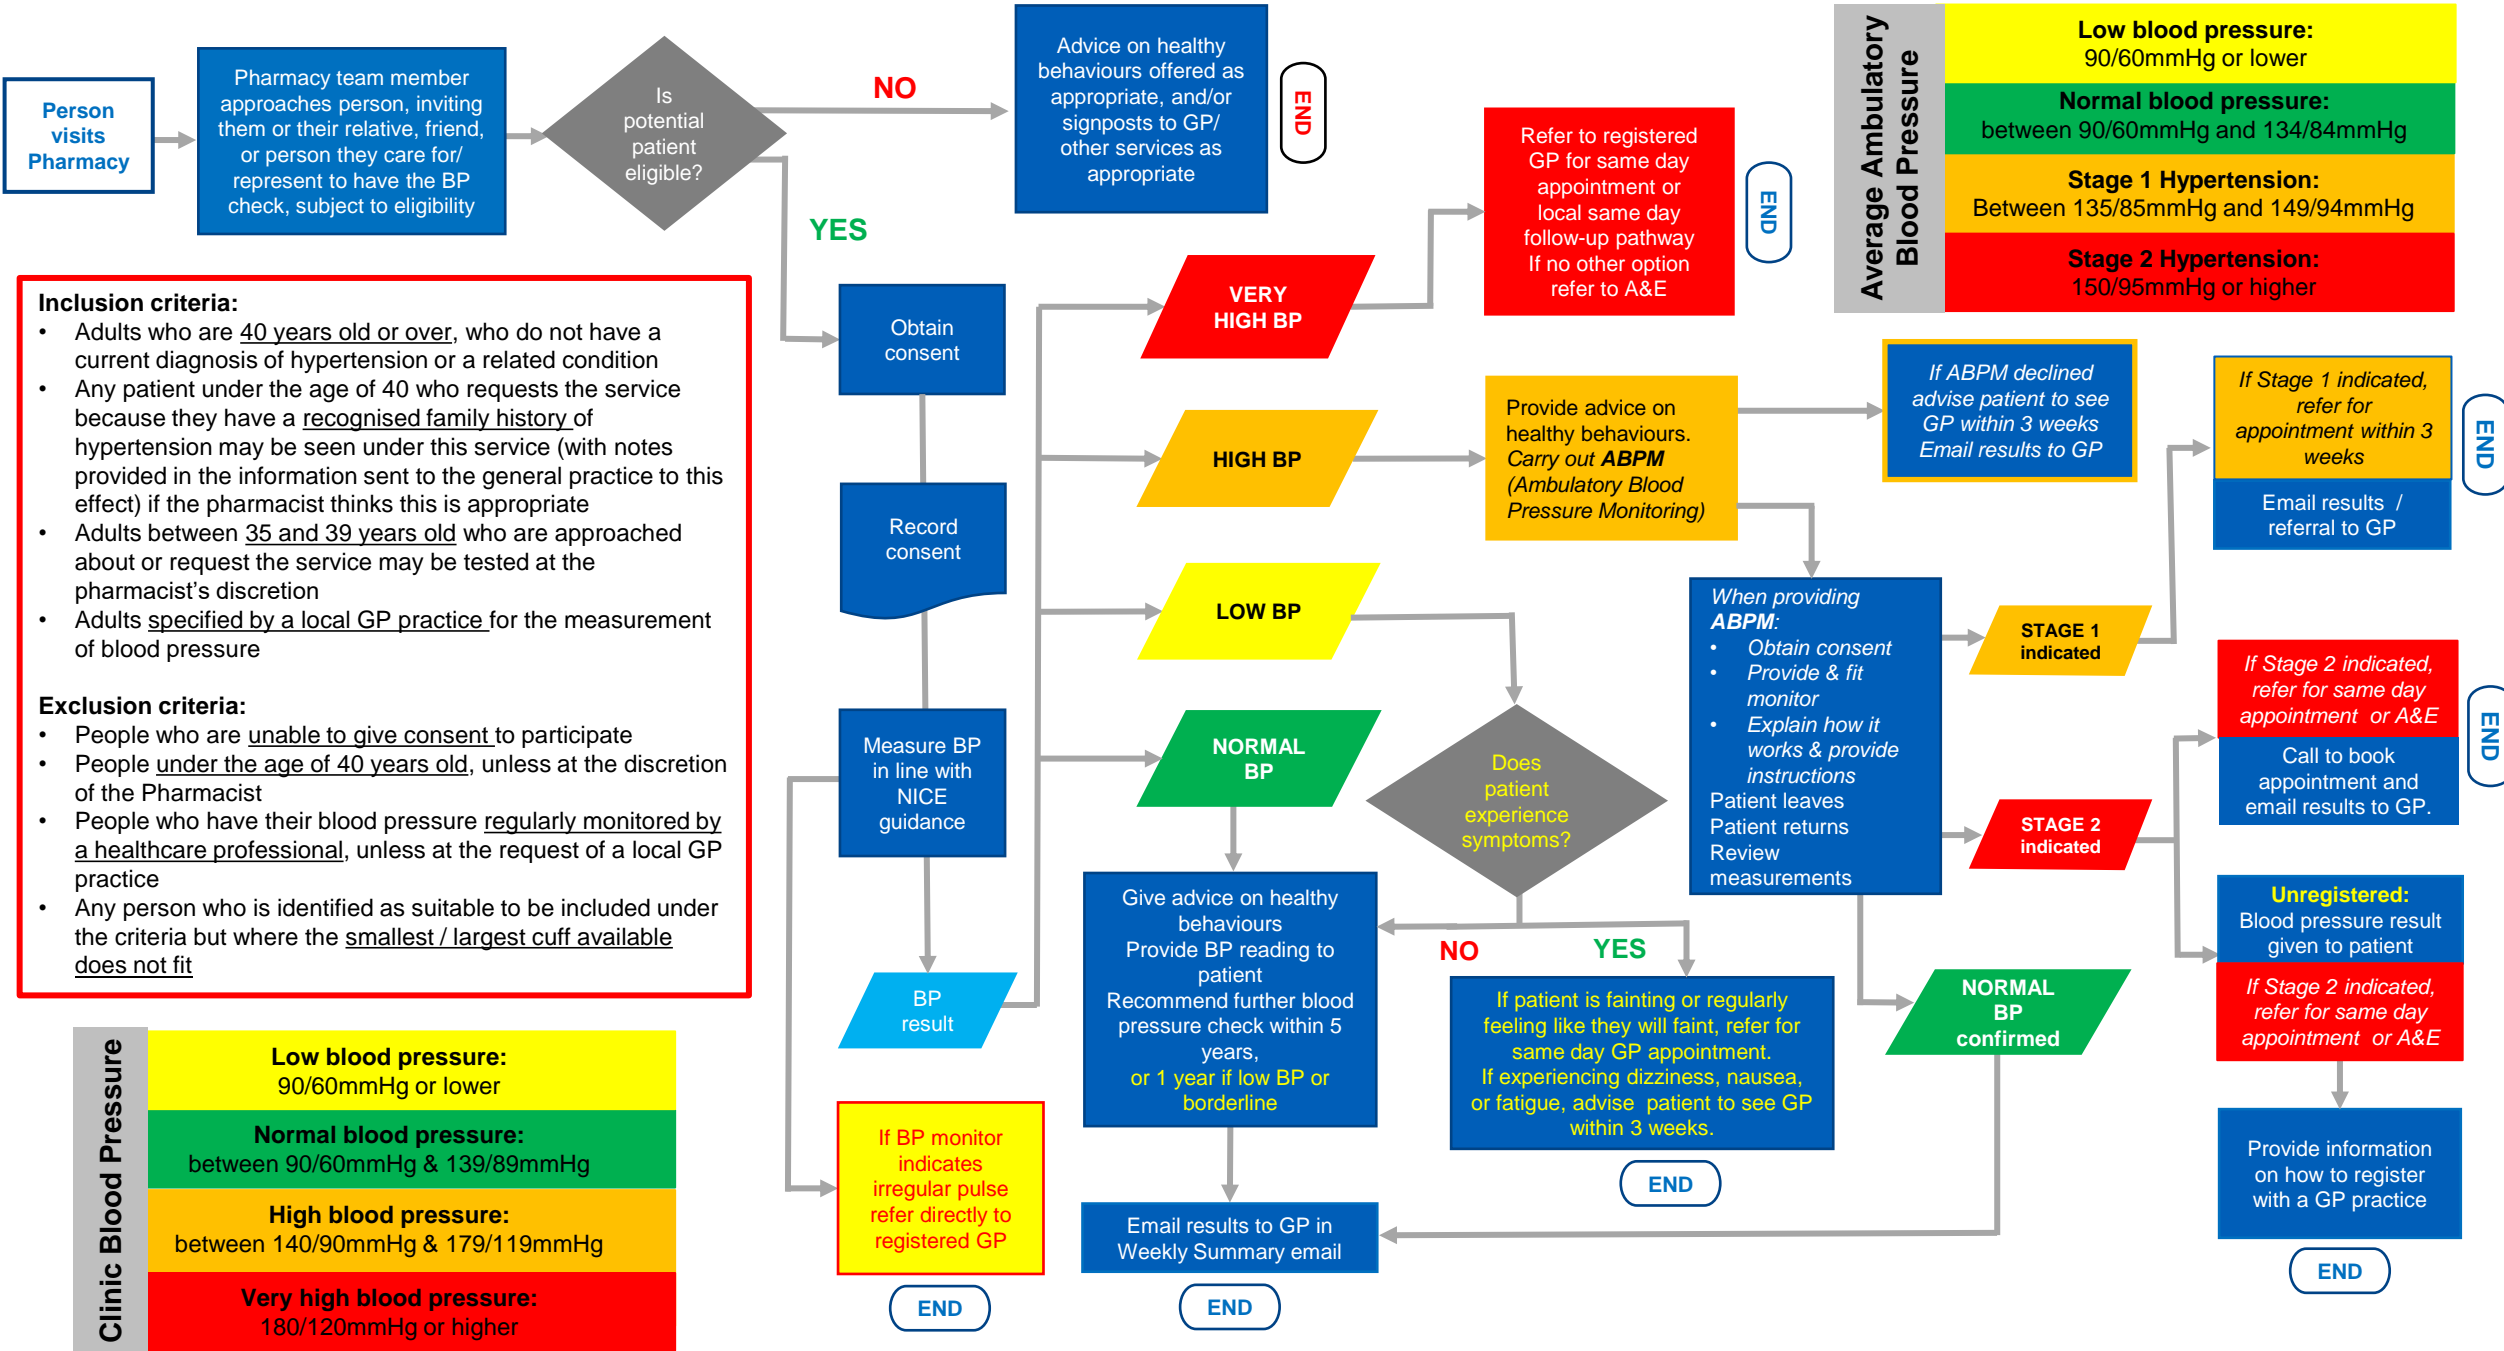 Person
visits
Pharmacy
Pharmacy team member
approaches person, inviting
them or their relative, friend,
or person they care for/
represent to have the BP
check, subject to eligibility
Is
potential
patient
eligible?
NO
Advice on healthy
behaviours offered as
appropriate, and/or
signposts to GP/
other services as
appropriate
END
YES
Obtain
consent
Record
consent
Measure BP
in line with
NICE
guidance
BP
result
If BP monitor
indicates
irregular pulse
refer directly to
registered GP
END
Inclusion criteria:
• Adults who are 40 years old or over, who do not have a
current diagnosis of hypertension or a related condition
• Any patient under the age of 40 who requests the service
because they have a recognised family history of
hypertension may be seen under this service (with notes
provided in the information sent to the general practice to this
effect) if the pharmacist thinks this is appropriate
• Adults between 35 and 39 years old who are approached
about or request the service may be tested at the
pharmacist's discretion
• Adults specified by a local GP practice for the measurement
of blood pressure
Exclusion criteria:
• People who are unable to give consent to participate
• People under the age of 40 years old, unless at the discretion
of the Pharmacist
• People who have their blood pressure regularly monitored by
a healthcare professional, unless at the request of a local GP
practice
• Any person who is identified as suitable to be included under
the criteria but where the smallest / largest cuff available
does not fit
Clinic Blood Pressure
Low blood pressure:
90/60mmHg or lower
Normal blood pressure:
between 90/60mmHg & 139/89mmHg
High blood pressure:
between 140/90mmHg & 179/119mmHg
Very high blood pressure:
180/120mmHg or higher
VERY
HIGH BP
Refer to registered
GP for same day
appointment or
local same day
follow-up pathway
If no other option
refer to A&E
END
HIGH BP
Provide advice on
healthy behaviours.
Carry out ABPM
(Ambulatory Blood
Pressure Monitoring)
If ABPM declined
advise patient to see
GP within 3 weeks
Email results to GP
LOW BP
Does
patient
experience
symptoms?
NO
YES
If patient is fainting or regularly
feeling like they will faint, refer for
same day GP appointment.
If experiencing dizziness, nausea,
or fatigue, advise patient to see GP
within 3 weeks.
END
NORMAL
BP
Give advice on healthy
behaviours
Provide BP reading to
patient
Recommend further blood
pressure check within 5
years,
or 1 year if low BP or
borderline
Email results to GP in
Weekly Summary email
END
When providing
ABPM:
• Obtain consent
• Provide & fit
monitor
• Explain how it
works & provide
instructions
Patient leaves
Patient returns
Review
measurements
STAGE 1
indicated
If Stage 1 indicated,
refer for
appointment within 3
weeks
Email results /
referral to GP
END
STAGE 2
indicated
If Stage 2 indicated,
refer for same day
appointment or A&E
Call to book
appointment and
email results to GP.
END
Unregistered:
Blood pressure result
given to patient
If Stage 2 indicated,
refer for same day
appointment or A&E
Provide information
on how to register
with a GP practice
END
NORMAL
BP
confirmed
Average Ambulatory
Blood Pressure
Low blood pressure:
90/60mmHg or lower
Normal blood pressure:
between 90/60mmHg and 134/84mmHg
Stage 1 Hypertension:
Between 135/85mmHg and 149/94mmHg
Stage 2 Hypertension:
150/95mmHg or higher